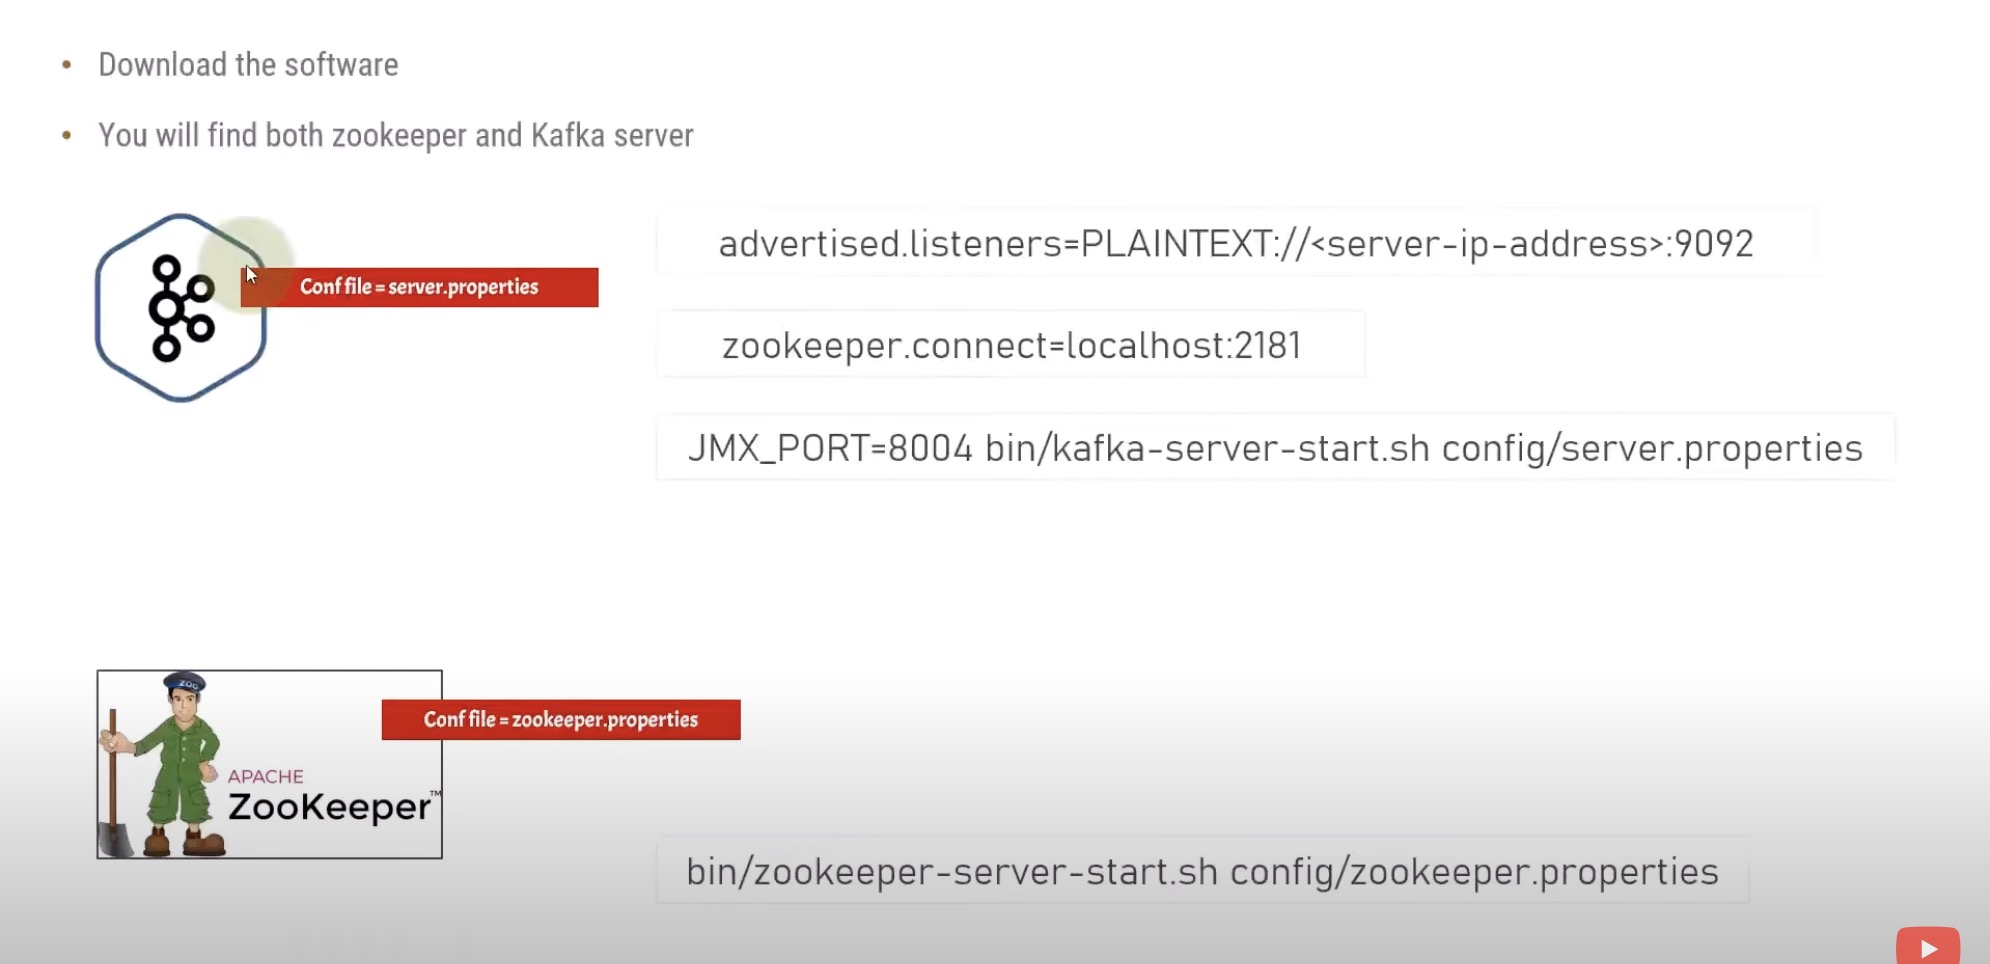 Download the software
You will find both zookeeper and Kafka server
Conf file = server.properties
advertised.listeners=PLAINTEXT://<server-ip-address>:9092
zookeeper.connect=localhost:2181
JMX_PORT=8004 bin/kafka-server-start.sh config/server.properties
ZOO
Conf file = zookeeper.properties
APACHE
ZooKeeper™
bin/zookeeper-server-start.sh config/zookeeper.properties